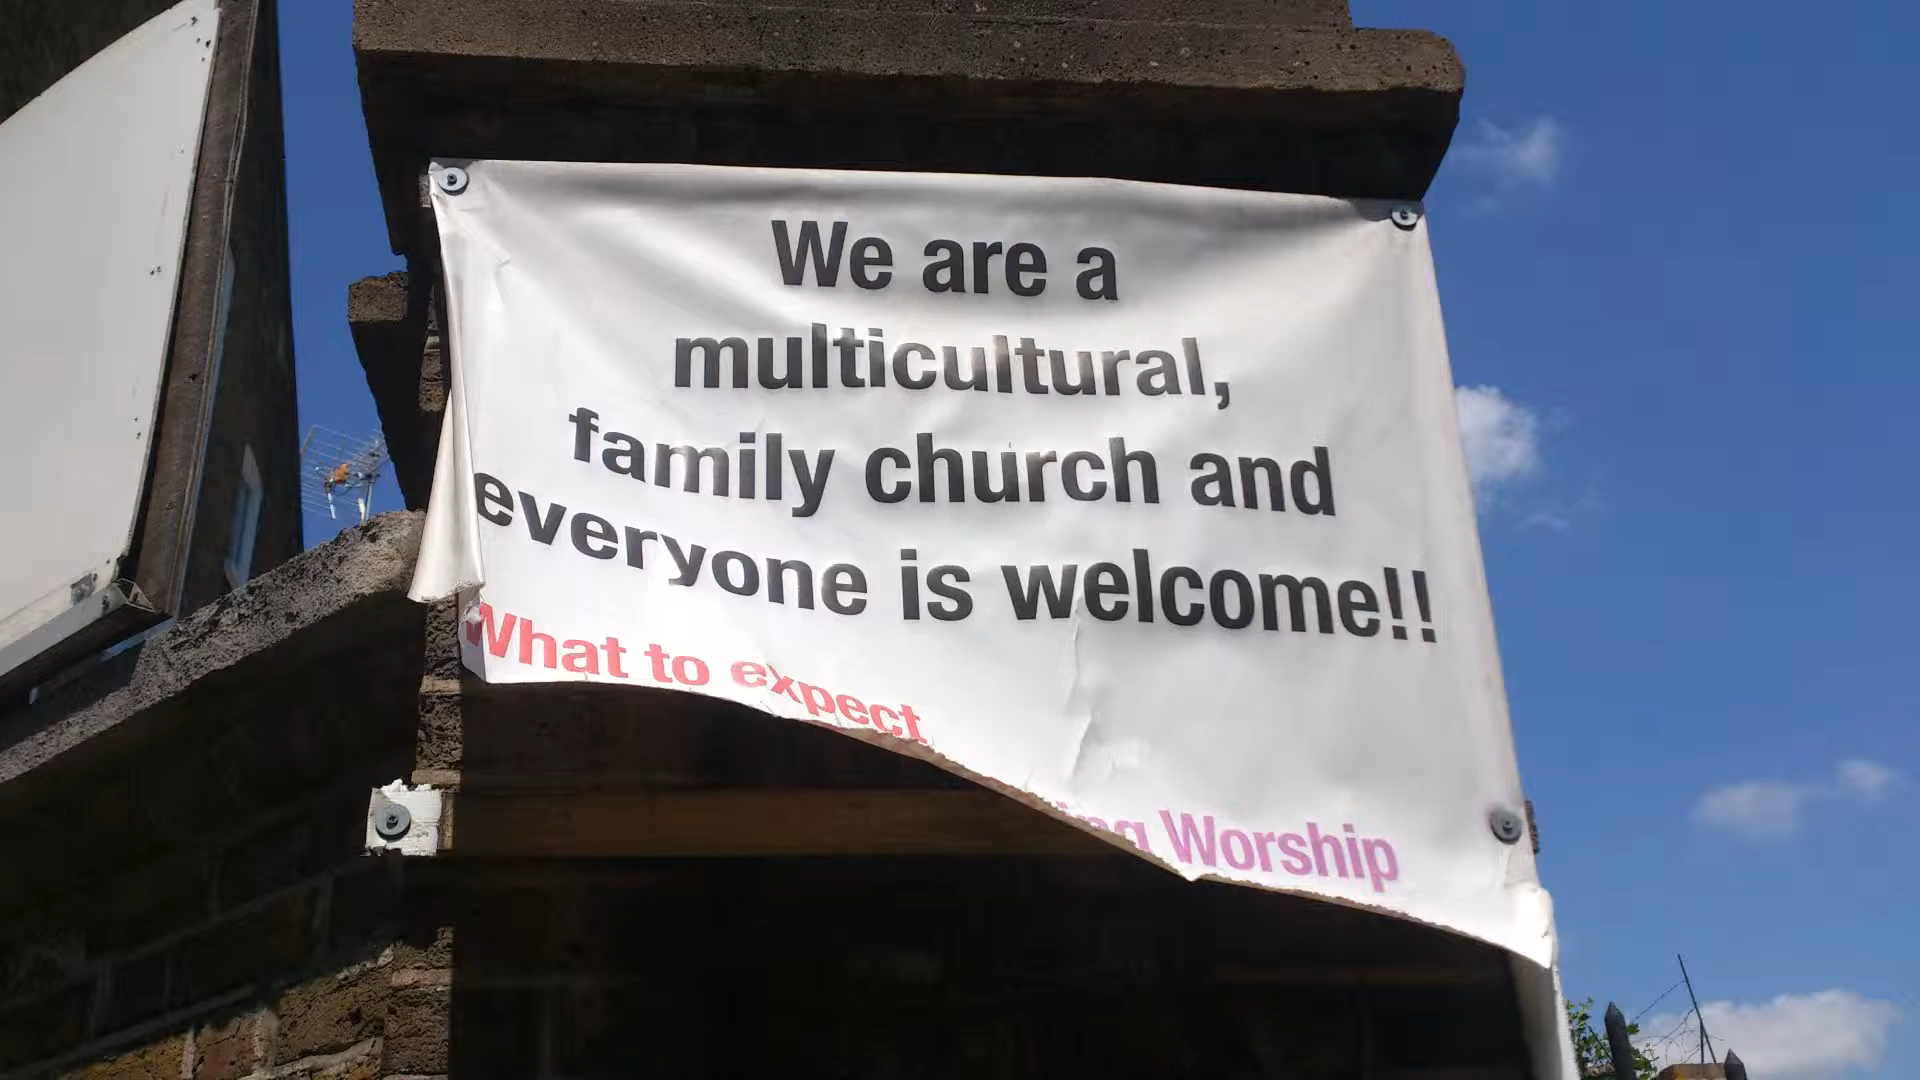 We are a
multicultural,
family church and
everyone is welcome!!
What to expect
Worship